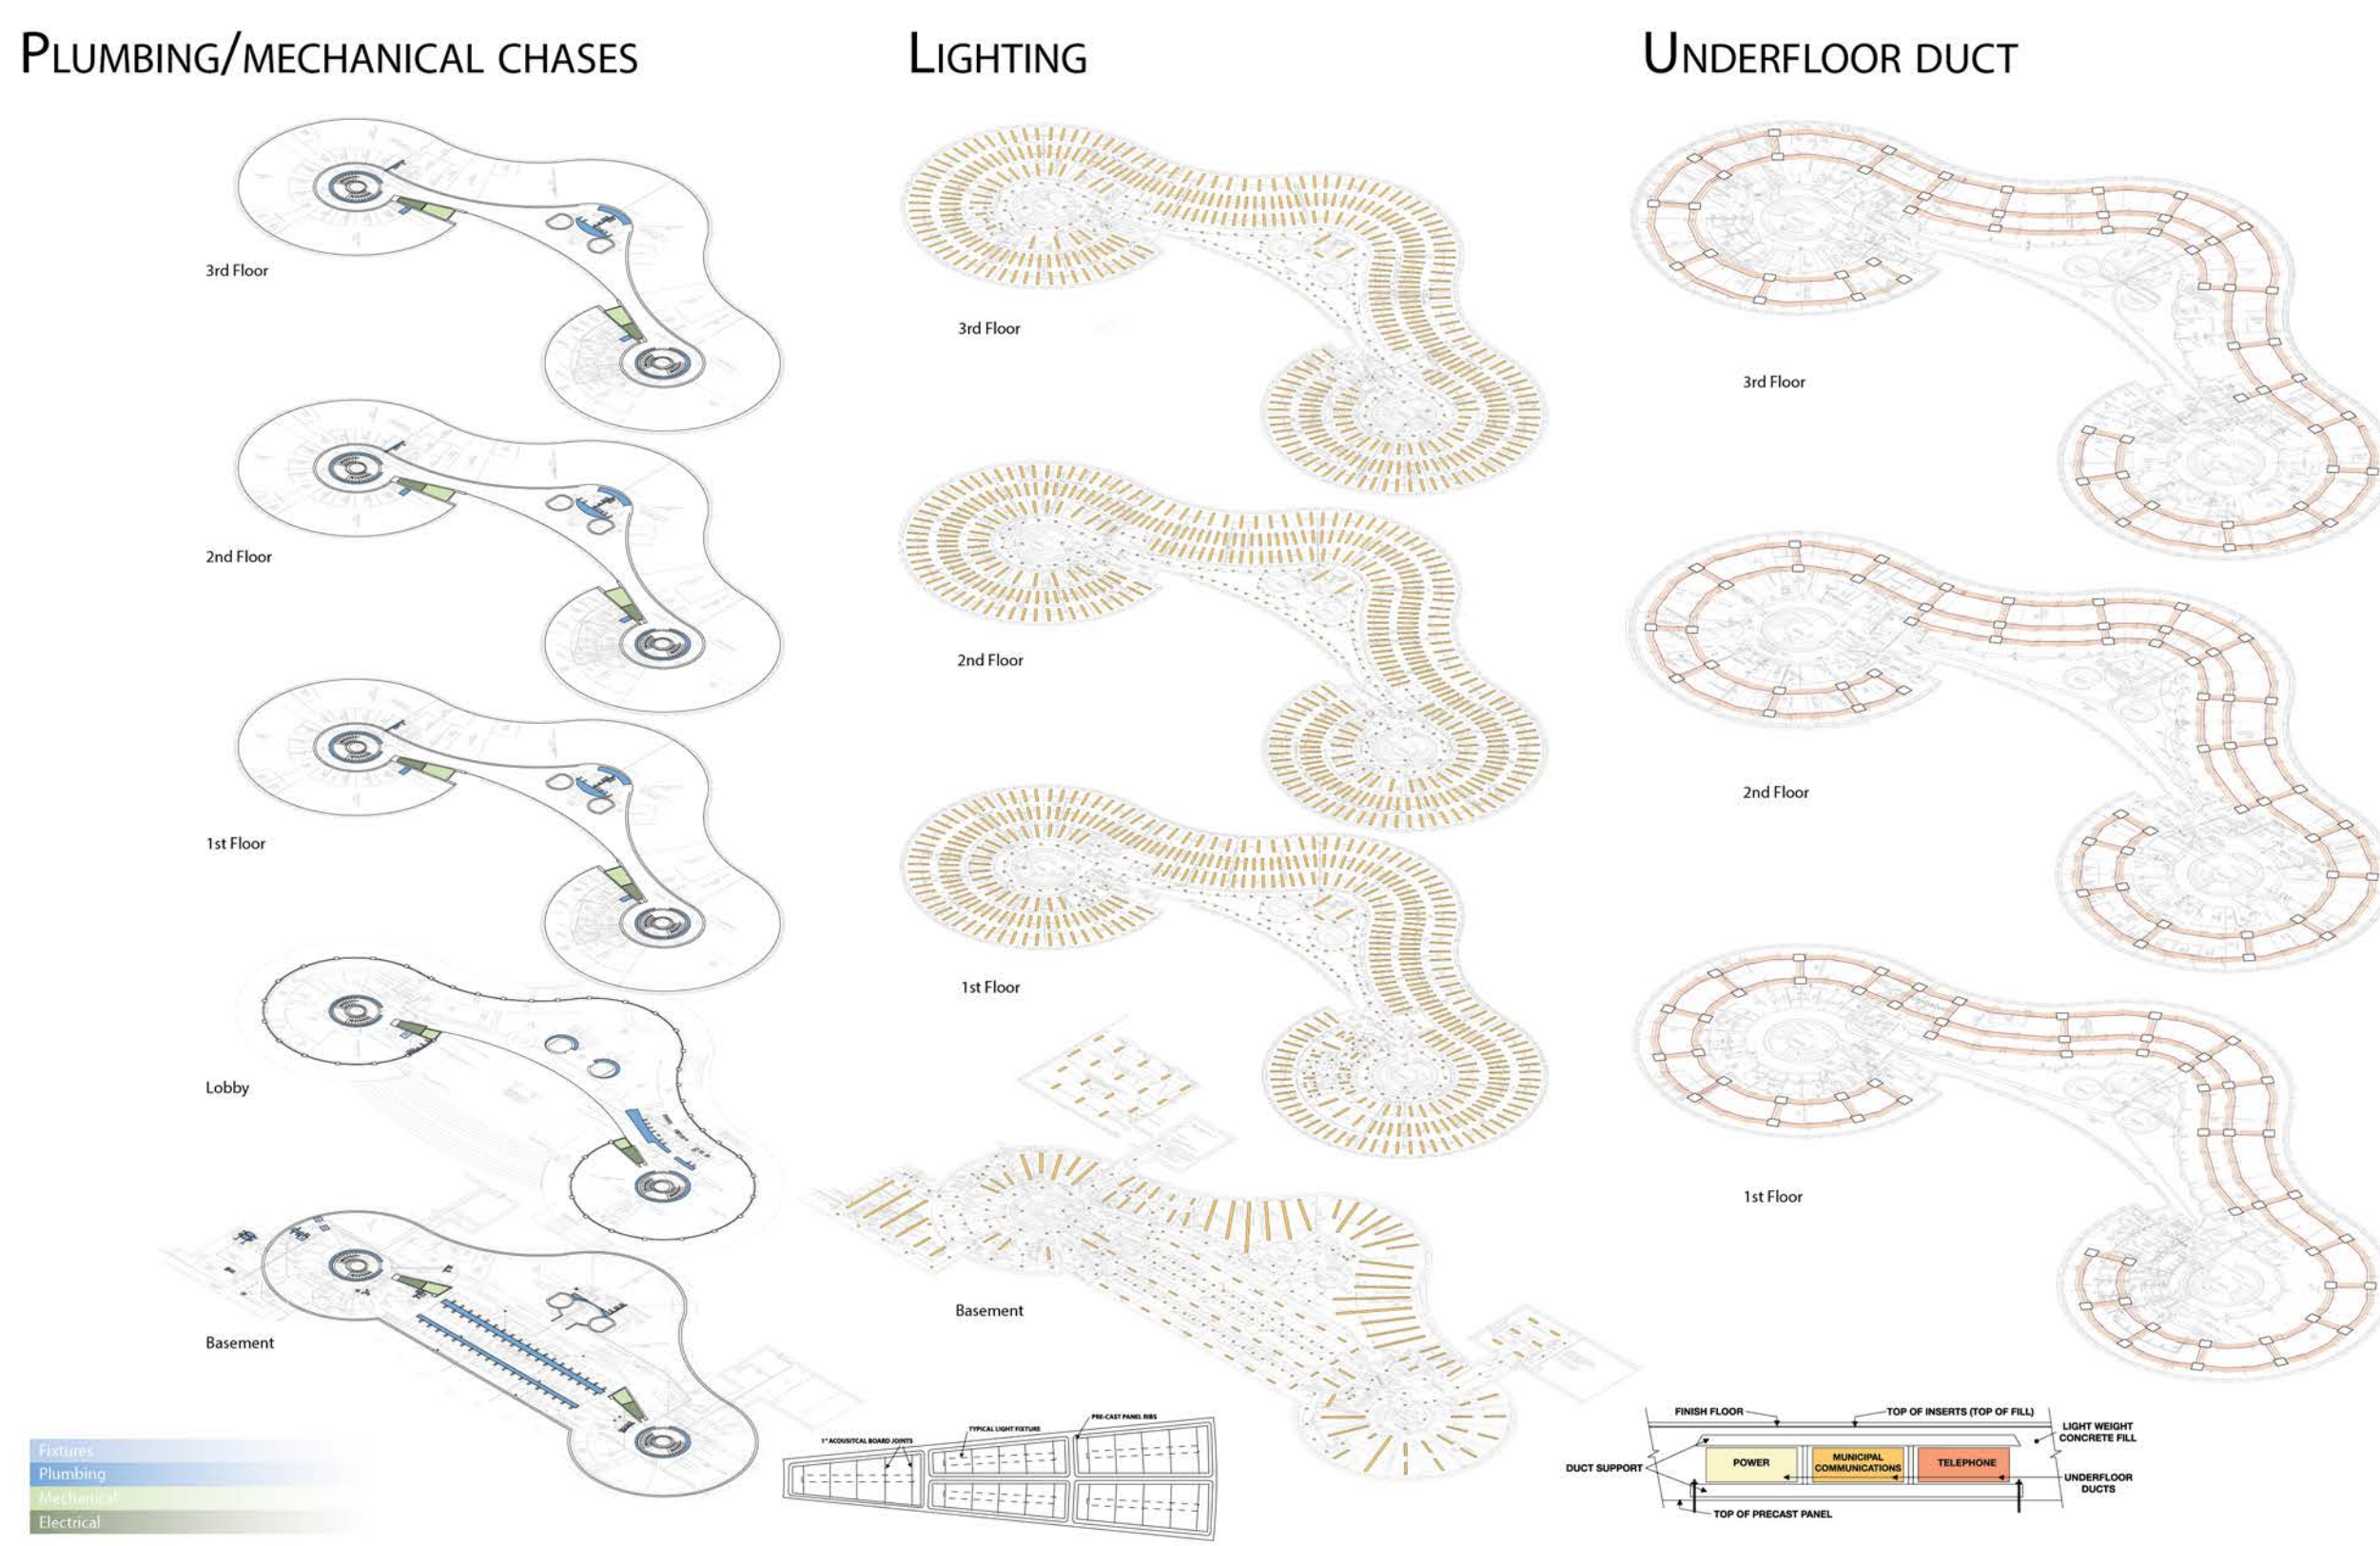 PLUMBING/MECHANICAL CHASES
3rd Floor
2nd Floor
1st Floor
Lobby
Basement
Fixtures
Plumbing
Mechanical
Electrical
LIGHTING
3rd Floor
2nd Floor
1st Floor
Basement
1" ACOUSITCAL BOARD JOINTS
TYPICAL LIGHT FIXTURE
PRE-CAST PANEL RIBS
UNDERFLOOR DUCT
3rd Floor
2nd Floor
1st Floor
FINISH FLOOR
TOP OF INSERTS (TOP OF FILL)
LIGHT WEIGHT
CONCRETE FILL
DUCT SUPPORT
POWER
MUNICIPAL
COMMUNICATIONS
TELEPHONE
UNDERFLOOR
DUCTS
TOP OF PRECAST PANEL